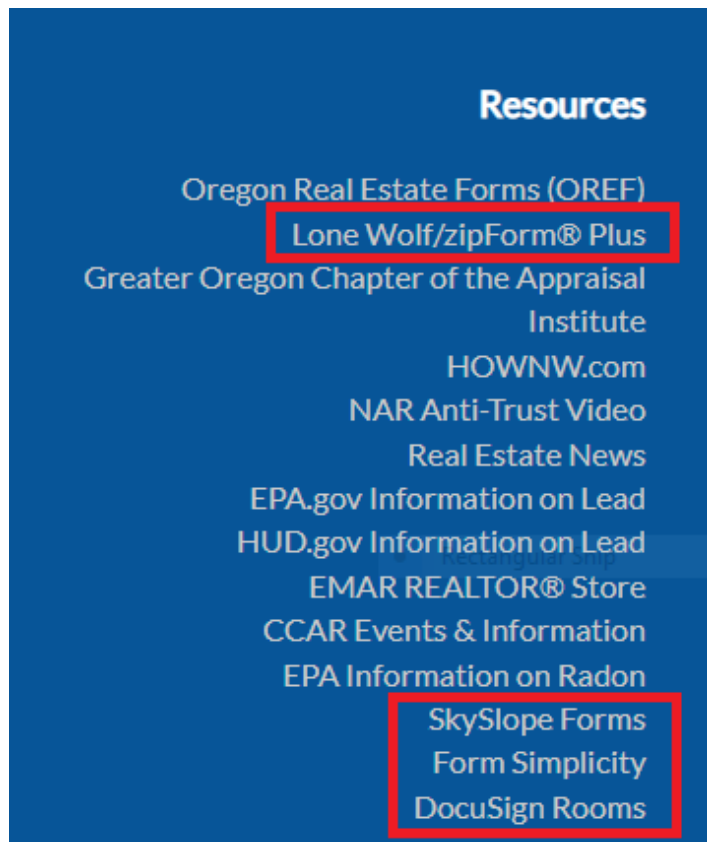 Resources
Oregon Real Estate Forms (OREF)
Lone Wolf/zipForm® Plus
Greater Oregon Chapter of the Appraisal
Institute
HOWNW.com
NAR Anti-Trust Video
Real Estate News
EPA.gov Information on Lead
HUD.gov Information on Lead
Rectangular Snip
EMAR REALTOR® Store
CCAR Events & Information
EPA Information on Radon
SkySlope Forms
Form Simplicity
DocuSign Rooms